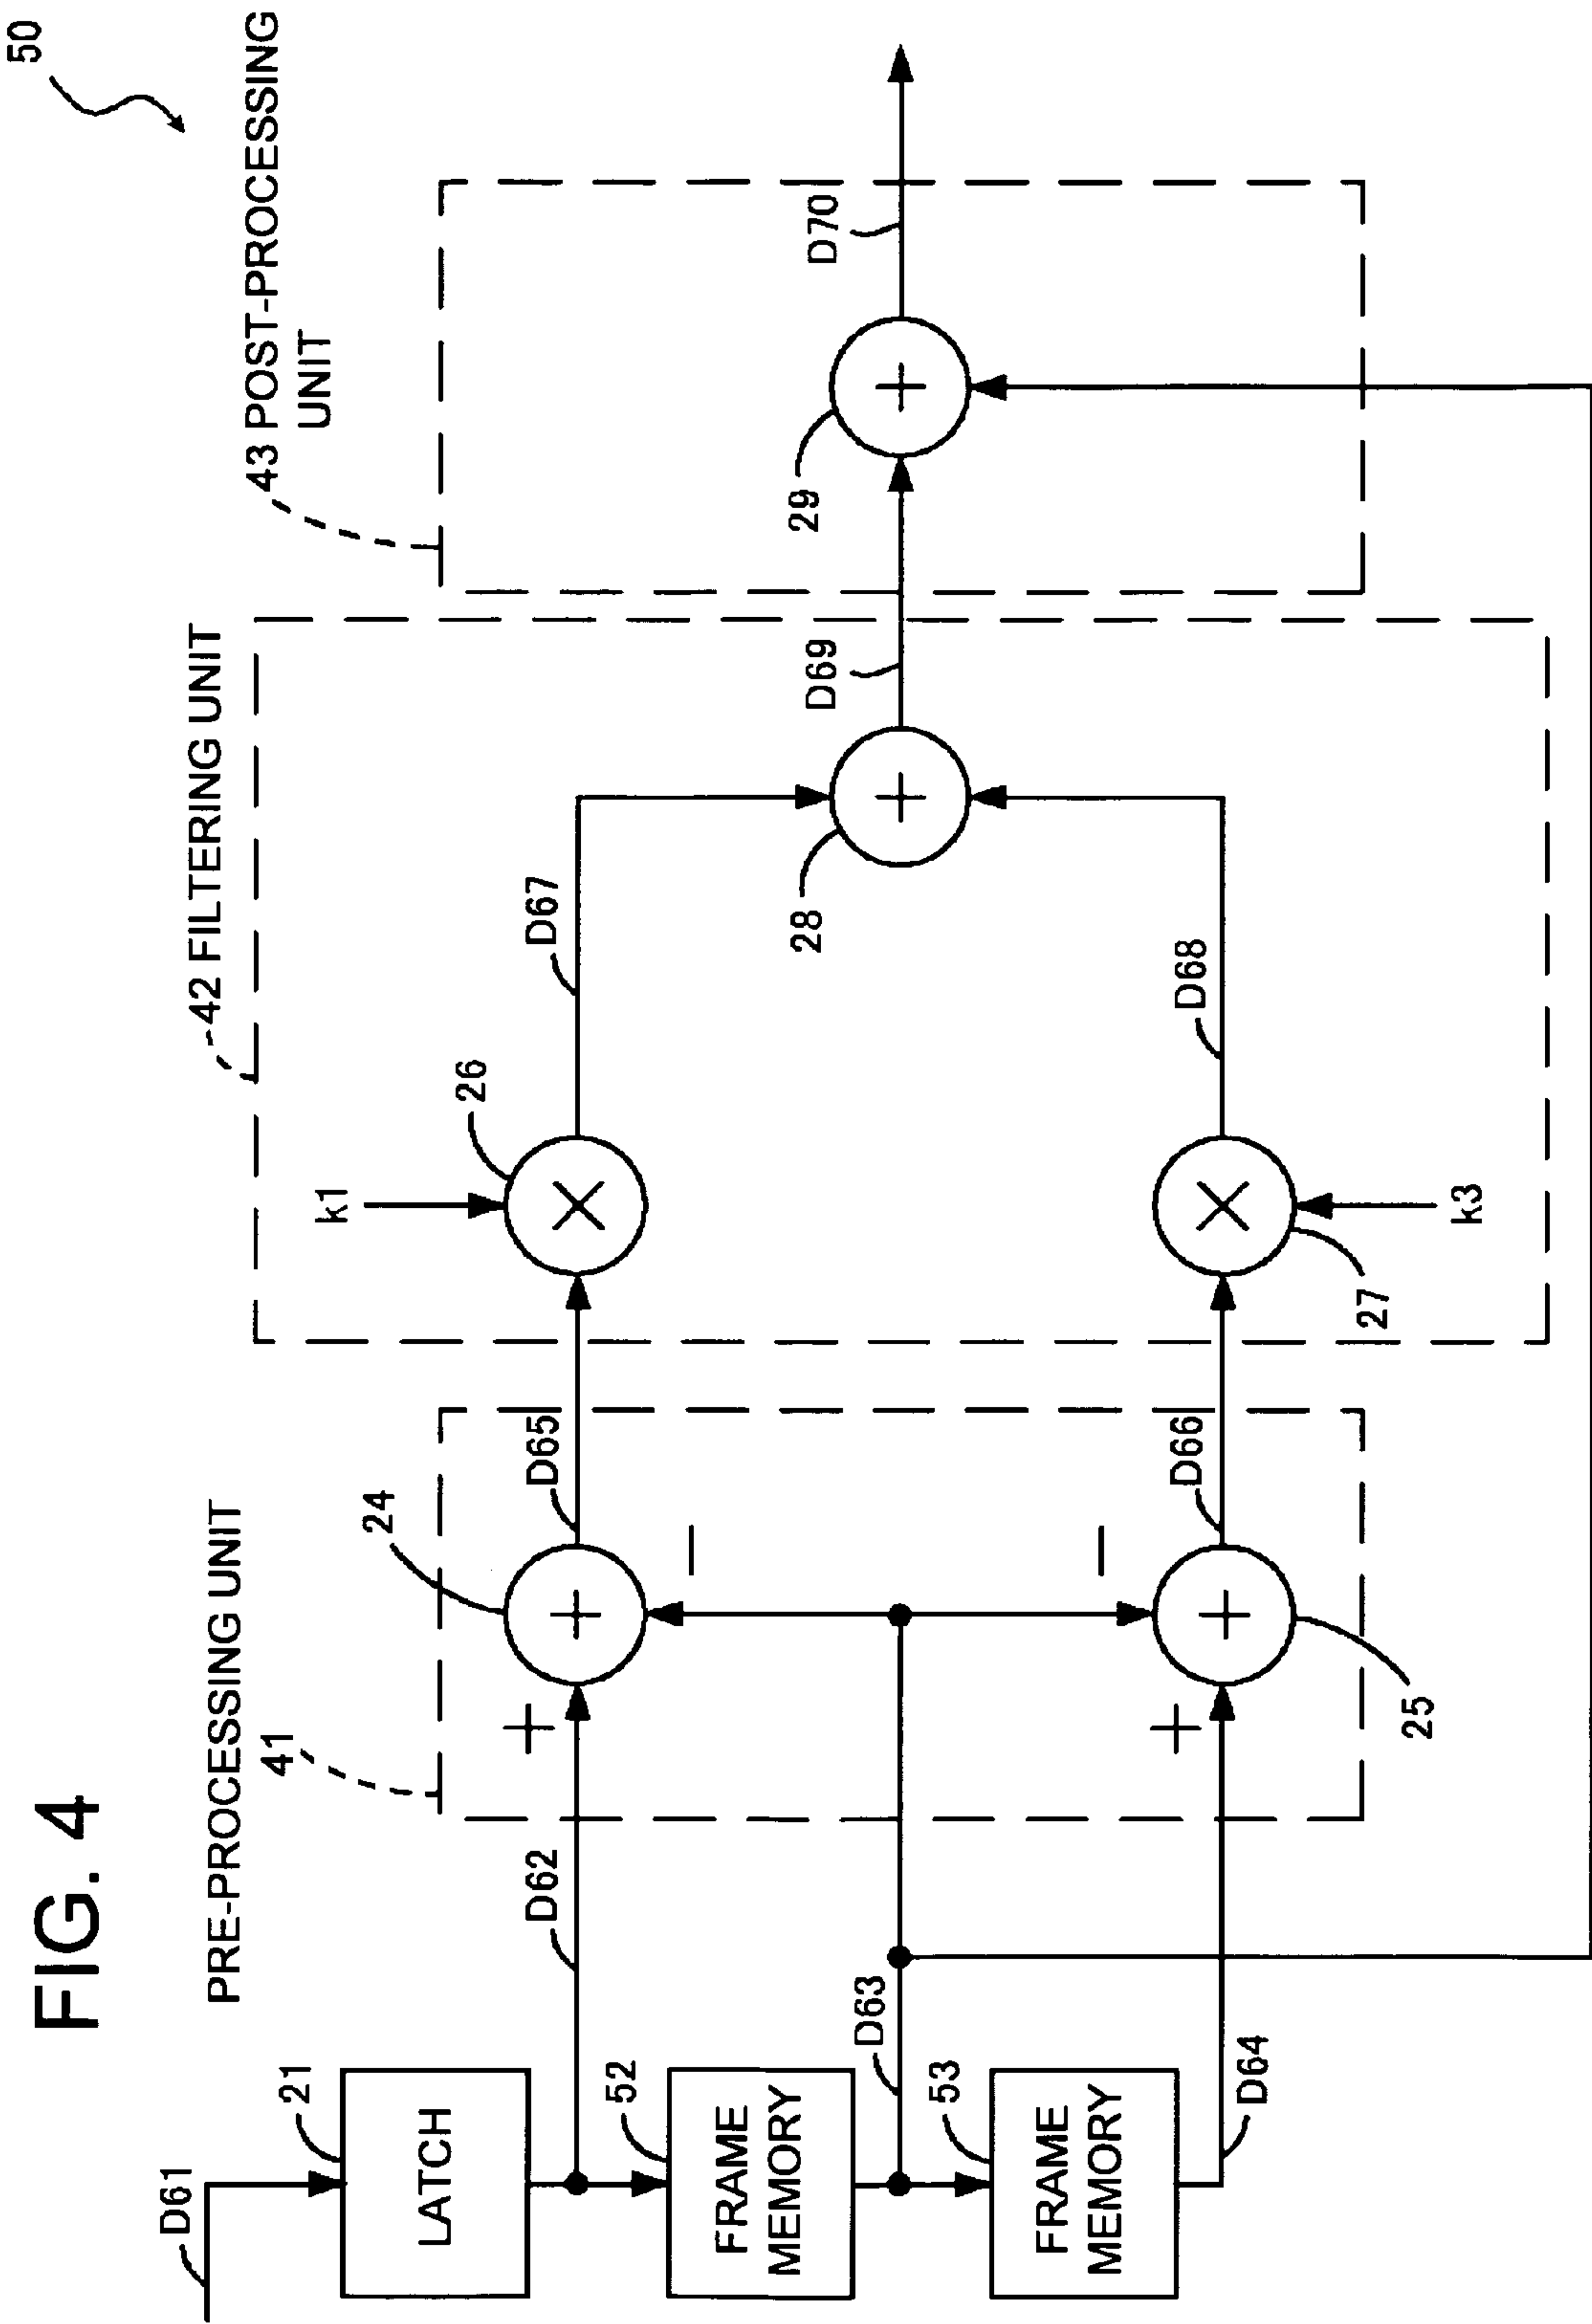 FIG. 4
50
PRE-PROCESSING UNIT
41
42 FILTERING UNIT
43 POST-PROCESSING
UNIT
D61
21
LATCH
D62
+
24
+
−
D65
k1
26
×
D67
52
FRAME
MEMORY
D63
28
+
D69
29
+
D70
53
FRAME
MEMORY
D64
+
25
+
−
D66
k3
27
×
D68